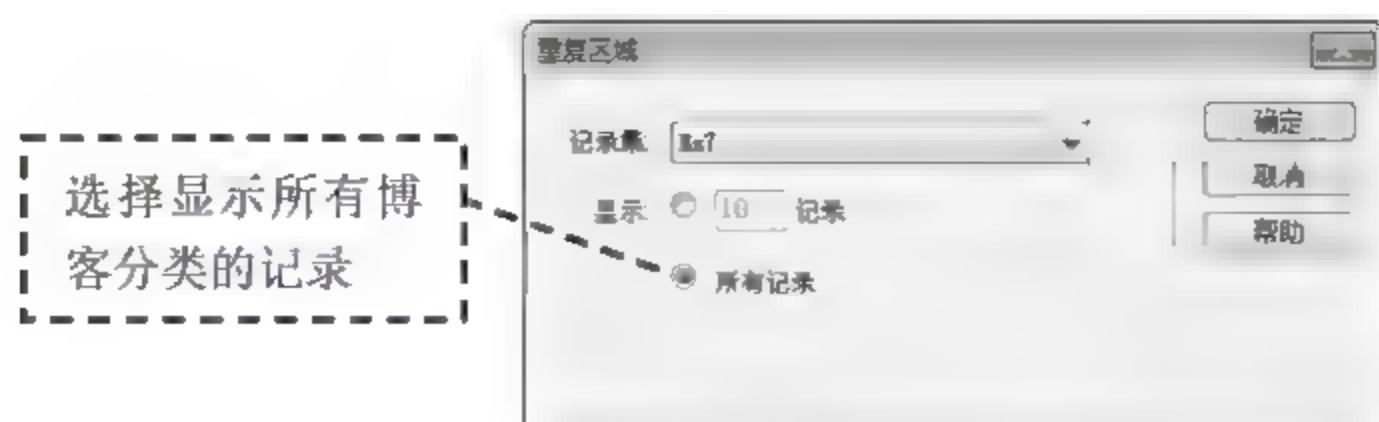 重复区域
选择显示所有博
客分类的记录
记录集: Rs7
显示: 10 记录
所有记录
确定
取消
帮助